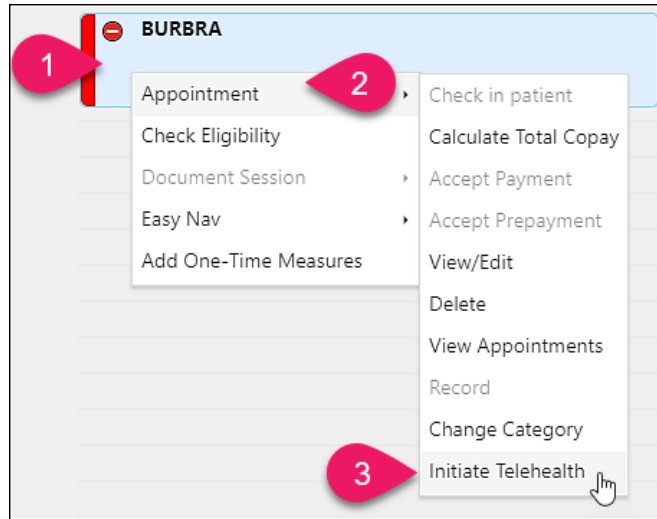 BURBRA
1
2
Appointment
Check Eligibility
Document Session
Easy Nav
Add One-Time Measures
Check in patient
Calculate Total Copay
Accept Payment
Accept Prepayment
View/Edit
Delete
View Appointments
Record
Change Category
3
Initiate Telehealth